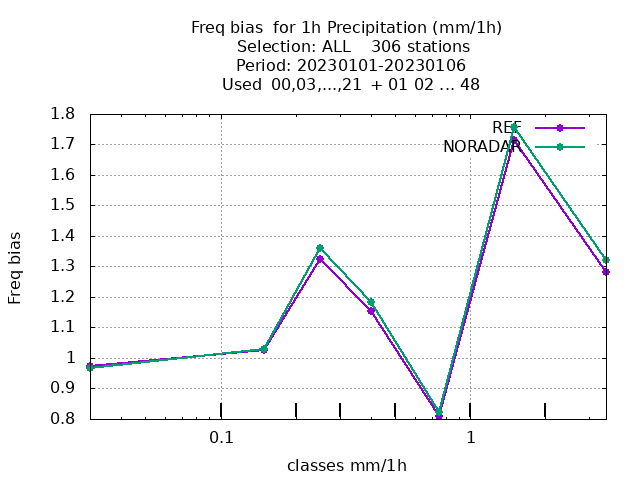 Freq bias  for 1h Precipitation (mm/1h)
Selection: ALL    306 stations
Period: 20230101-20230106
Used  00,03,...,21  + 01 02 ... 48
REF
NORADAR
1.8
1.7
1.6
1.5
1.4
1.3
1.2
1.1
1
0.9
0.8
Freq bias
0.1
1
classes mm/1h